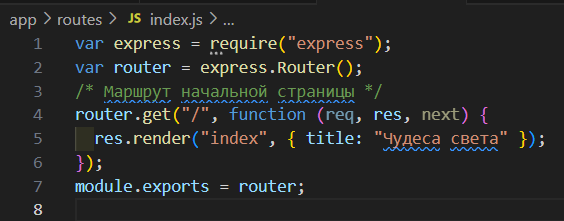 app > routes > JS index.js > ...
1 var express = require("express");
2 var router = express.Router();
3 /* Маршрут начальной страницы */
4 router.get("/", function (req, res, next) {
5   res.render("index", { title: "Чудеса света" });
6 });
7 module.exports = router;
8